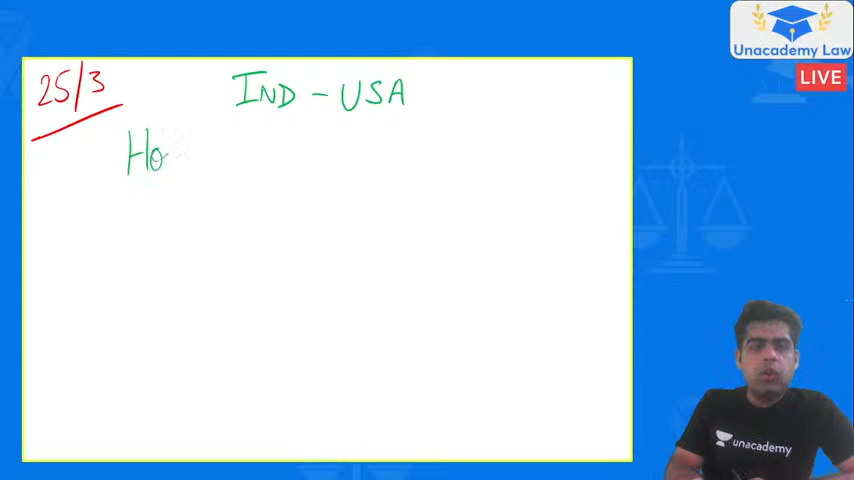 Unacademy Law
LIVE
25/3
IND - USA
Ho
unacademy